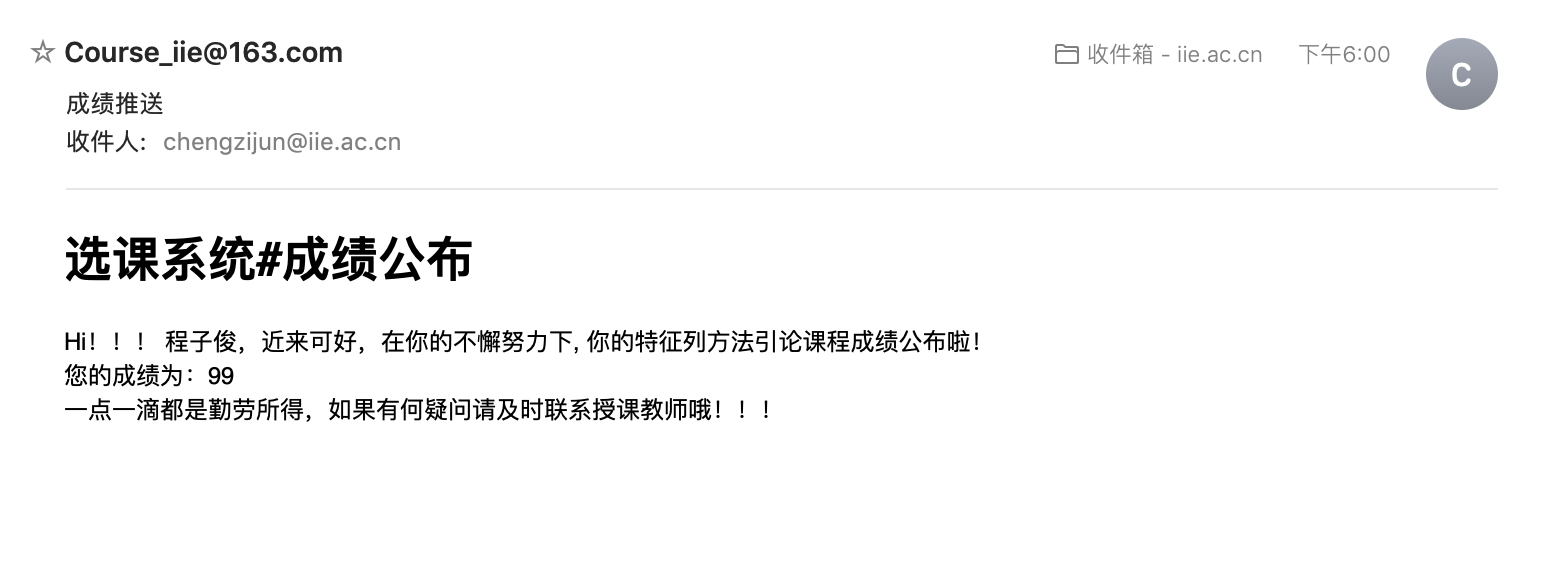 ☆ Course_iie@163.com
收件箱 - iie.ac.cn 下午6:00
C
成绩推送
收件人： chengzijun@iie.ac.cn
选课系统#成绩公布
Hi！！！ 程子俊，近来可好，在你的不懈努力下, 你的特征列方法引论课程成绩公布啦！
您的成绩为：99
一点一滴都是勤劳所得，如果有何疑问请及时联系授课教师哦！！！